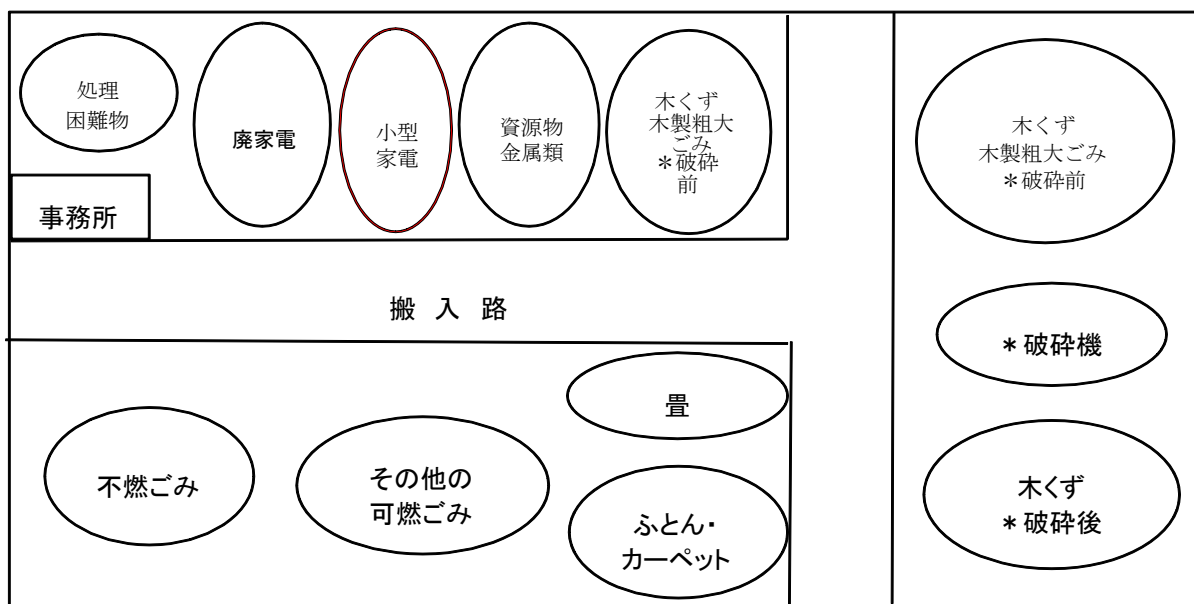 処理
困難物
廃家電
小型
家電
資源物
金属類
木くず
木製粗大
ごみ
＊破砕
前
木くず
木製粗大ごみ
＊破砕前
事務所
搬 入 路
＊破砕機
畳
不燃ごみ
その他の
可燃ごみ
ふとん・
カーペット
木くず
＊破砕後